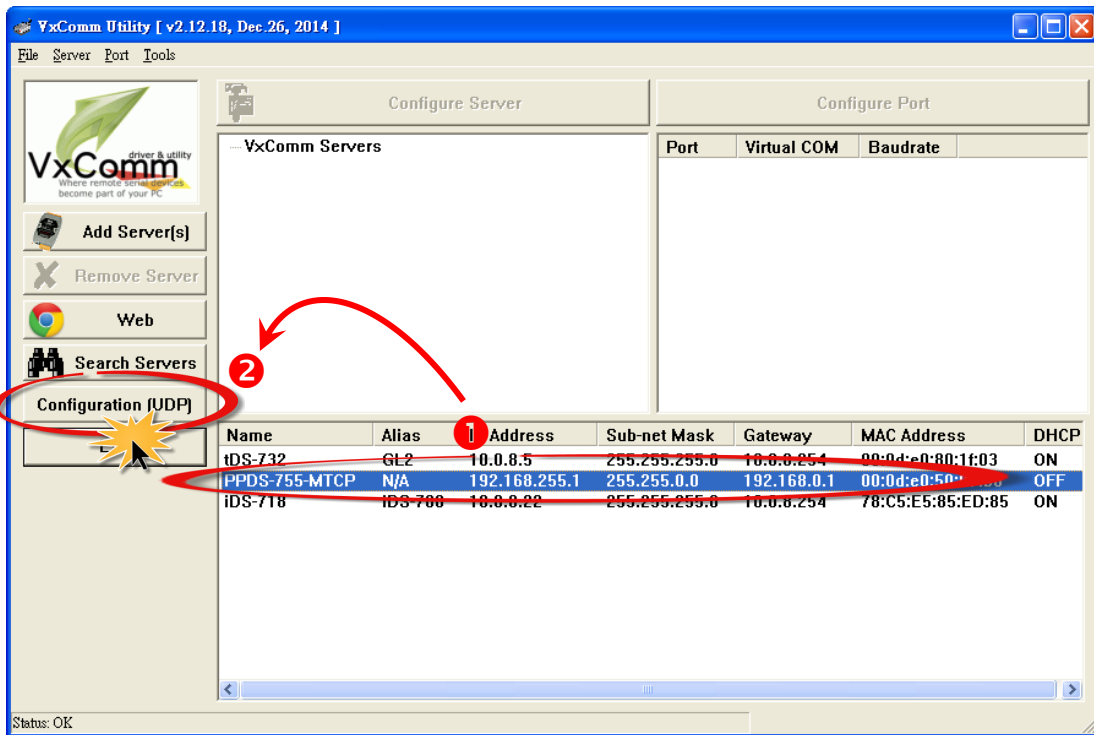 VxComm Utility [ v2.12.18, Dec.26, 2014 ]
File Server Port Tools
VxComm
driver & utility
Where remote serial devices
become part of your PC
Configure Server
Configure Port
VxComm Servers
Port Virtual COM Baudrate
Add Server(s)
Remove Server
Web
Search Servers
Configuration (UDP)
2
1
Name Alias Address Sub-net Mask Gateway MAC Address DHCP
tDS-732 GL2 10.0.8.5 255.255.255.0 10.0.8.254 00:0d:e0:80:1f:03 ON
PPDS-755-MTCP N/A 192.168.255.1 255.255.0.0 192.168.0.1 OFF
iDS-718 10.0.8.22 255.255.255.0 10.0.8.254 78:C5:E5:85:ED:85 ON
Status: OK